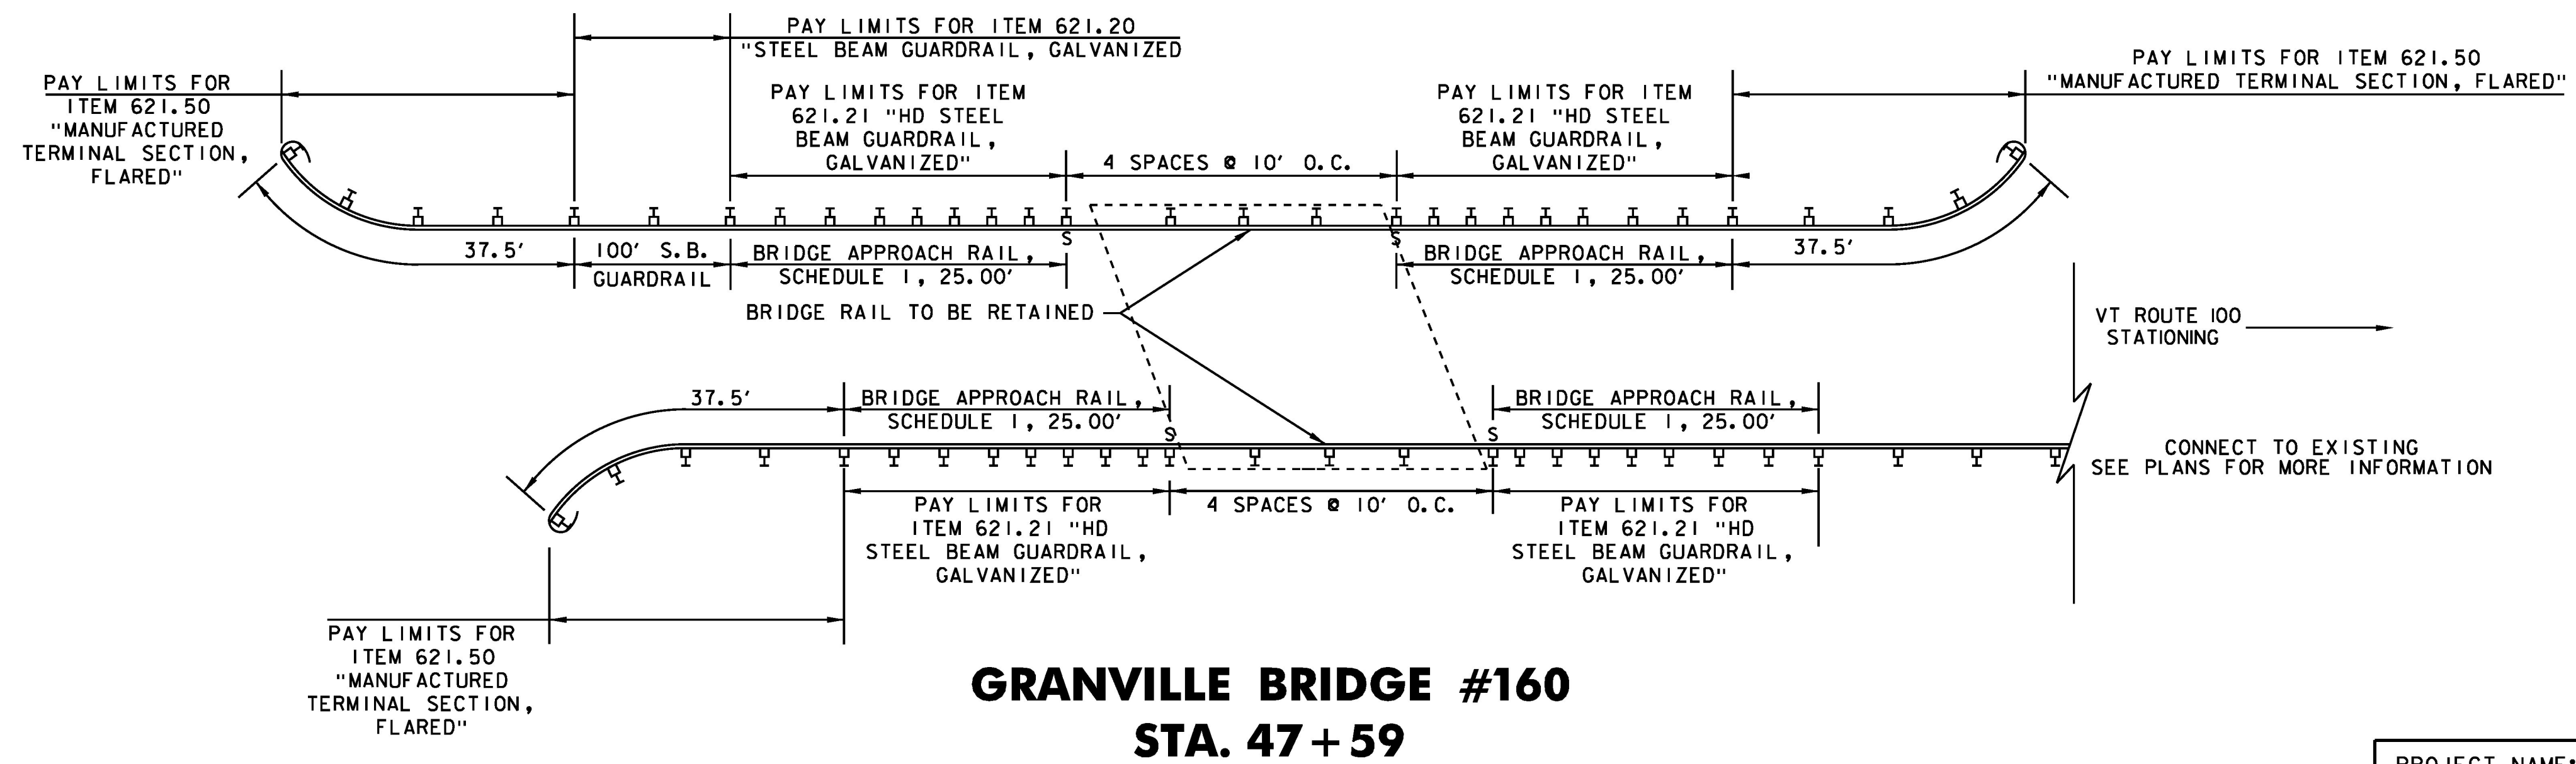 PAY LIMITS FOR ITEM 621.20
"STEEL BEAM GUARDRAIL, GALVANIZED
PAY LIMITS FOR
ITEM 621.50
"MANUFACTURED
TERMINAL SECTION,
FLARED"
PAY LIMITS FOR ITEM
621.21 "HD STEEL
BEAM GUARDRAIL,
GALVANIZED"
4 SPACES @ 10' O.C.
PAY LIMITS FOR ITEM
621.21 "HD STEEL
BEAM GUARDRAIL,
GALVANIZED"
PAY LIMITS FOR ITEM 621.50
"MANUFACTURED TERMINAL SECTION, FLARED"
S
S
37.5'
100' S.B.
GUARDRAIL
BRIDGE APPROACH RAIL,
SCHEDULE I, 25.00'
BRIDGE APPROACH RAIL,
SCHEDULE I, 25.00'
37.5'
BRIDGE RAIL TO BE RETAINED
VT ROUTE 100
STATIONING
37.5'
BRIDGE APPROACH RAIL,
SCHEDULE I, 25.00'
S
S
BRIDGE APPROACH RAIL,
SCHEDULE I, 25.00'
CONNECT TO EXISTING
SEE PLANS FOR MORE INFORMATION
PAY LIMITS FOR
ITEM 621.21 "HD
STEEL BEAM GUARDRAIL,
GALVANIZED"
4 SPACES @ 10' O.C.
PAY LIMITS FOR
ITEM 621.21 "HD
STEEL BEAM GUARDRAIL,
GALVANIZED"
PAY LIMITS FOR
ITEM 621.50
"MANUFACTURED
TERMINAL SECTION,
FLARED"
GRANVILLE BRIDGE #160
STA. 47+59
PROJECT NAME: